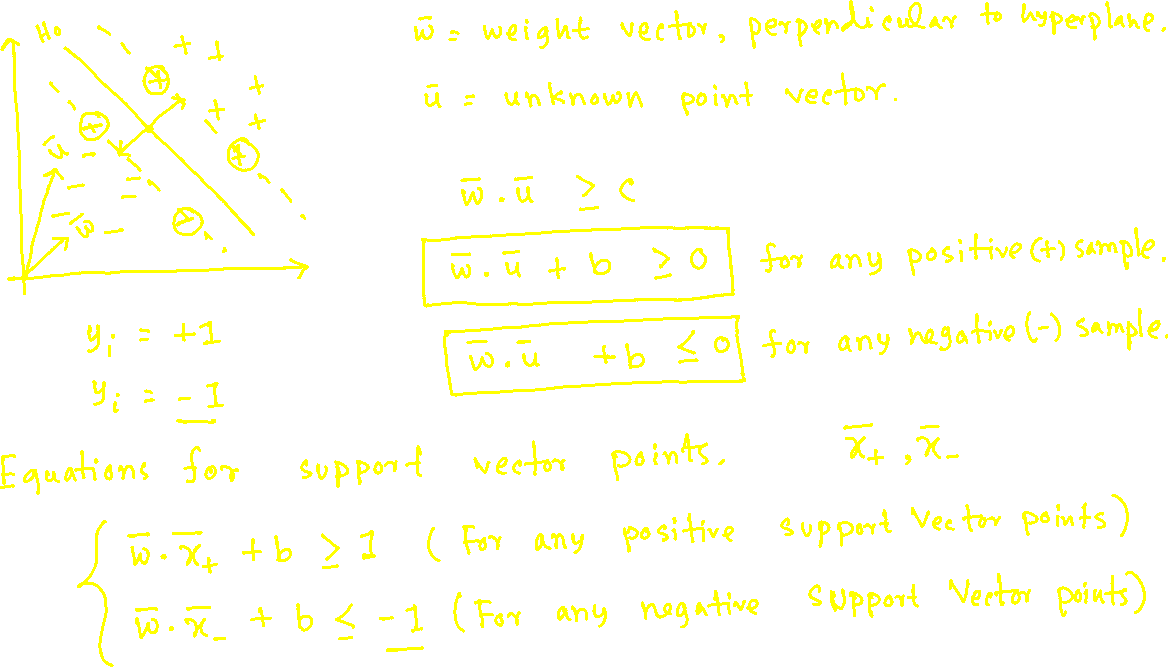 H₀
w̄ = weight vector, perpendicular to hyperplane.
ū = unknown point vector.
ū
w̄
w̄ . ū ≥ c
w̄ . ū + b ≥ 0 for any positive (+) sample.
w̄ . ū + b ≤ 0 for any negative (-) sample.
yᵢ = +1
yᵢ = -1
Equations for support vector points. x̄₊ , x̄₋
w̄ . x̄₊ + b ≥ 1 ( For any positive support Vector points)
w̄ . x̄₋ + b ≤ -1 (For any negative support Vector points)